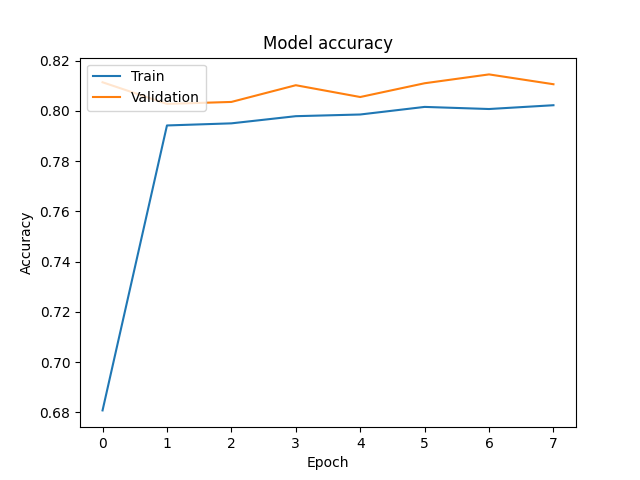 Model accuracy
Train
Validation
0.82
0.80
0.78
0.76
0.74
0.72
0.70
0.68
Accuracy
0 1 2 3 4 5 6 7
Epoch